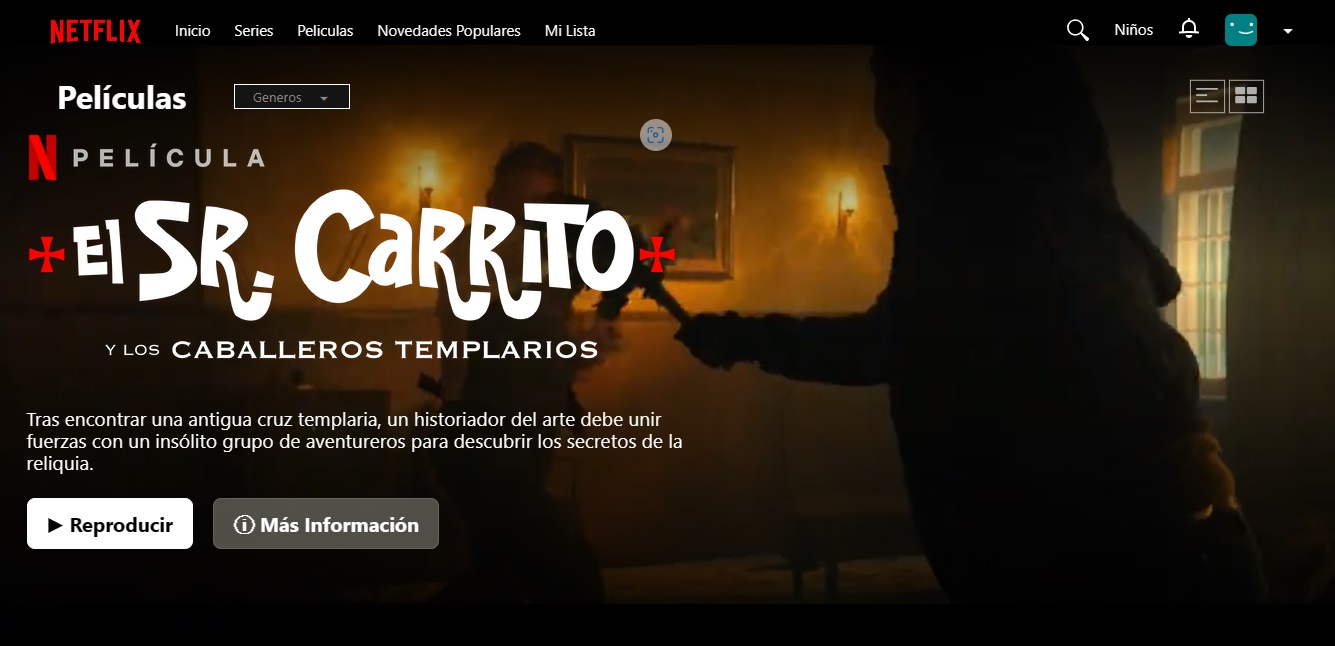 NETFLIX Inicio Series Peliculas Novedades Populares Mi Lista Niños
Películas Generos
N PELÍCULA
El SR. CaRRiTO
Y LOS CABALLEROS TEMPLARIOS
Tras encontrar una antigua cruz templaria, un historiador del arte debe unir
fuerzas con un insólito grupo de aventureros para descubrir los secretos de la
reliquia.
Reproducir Más Información